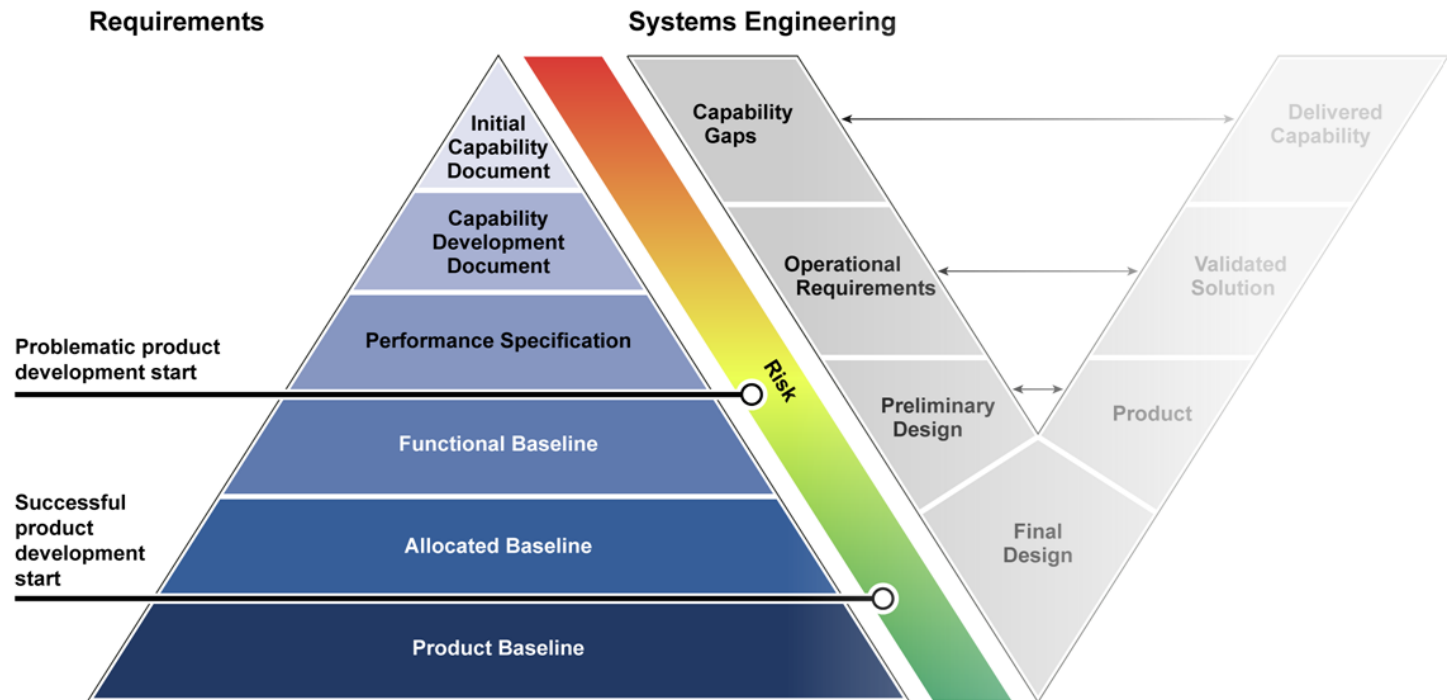 Requirements
Systems Engineering
Initial
Capability
Document
Capability
Development
Document
Performance Specification
Problematic product
development start
Functional Baseline
Successful
product
development
start
Allocated Baseline
Product Baseline
Risk
Capability
Gaps
Delivered
Capability
Operational
Requirements
Validated
Solution
Preliminary
Design
Product
Final
Design